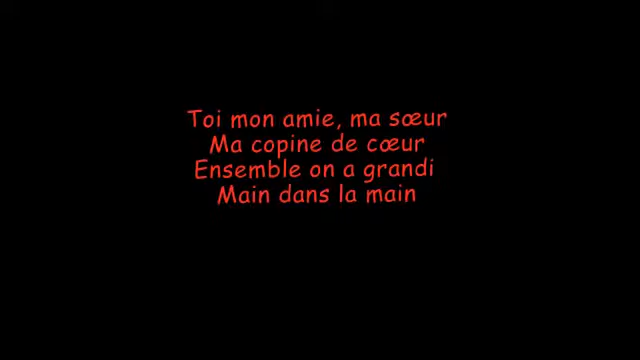 Toi mon amie, ma sœur
Ma copine de cœur
Ensemble on a grandi
Main dans la main